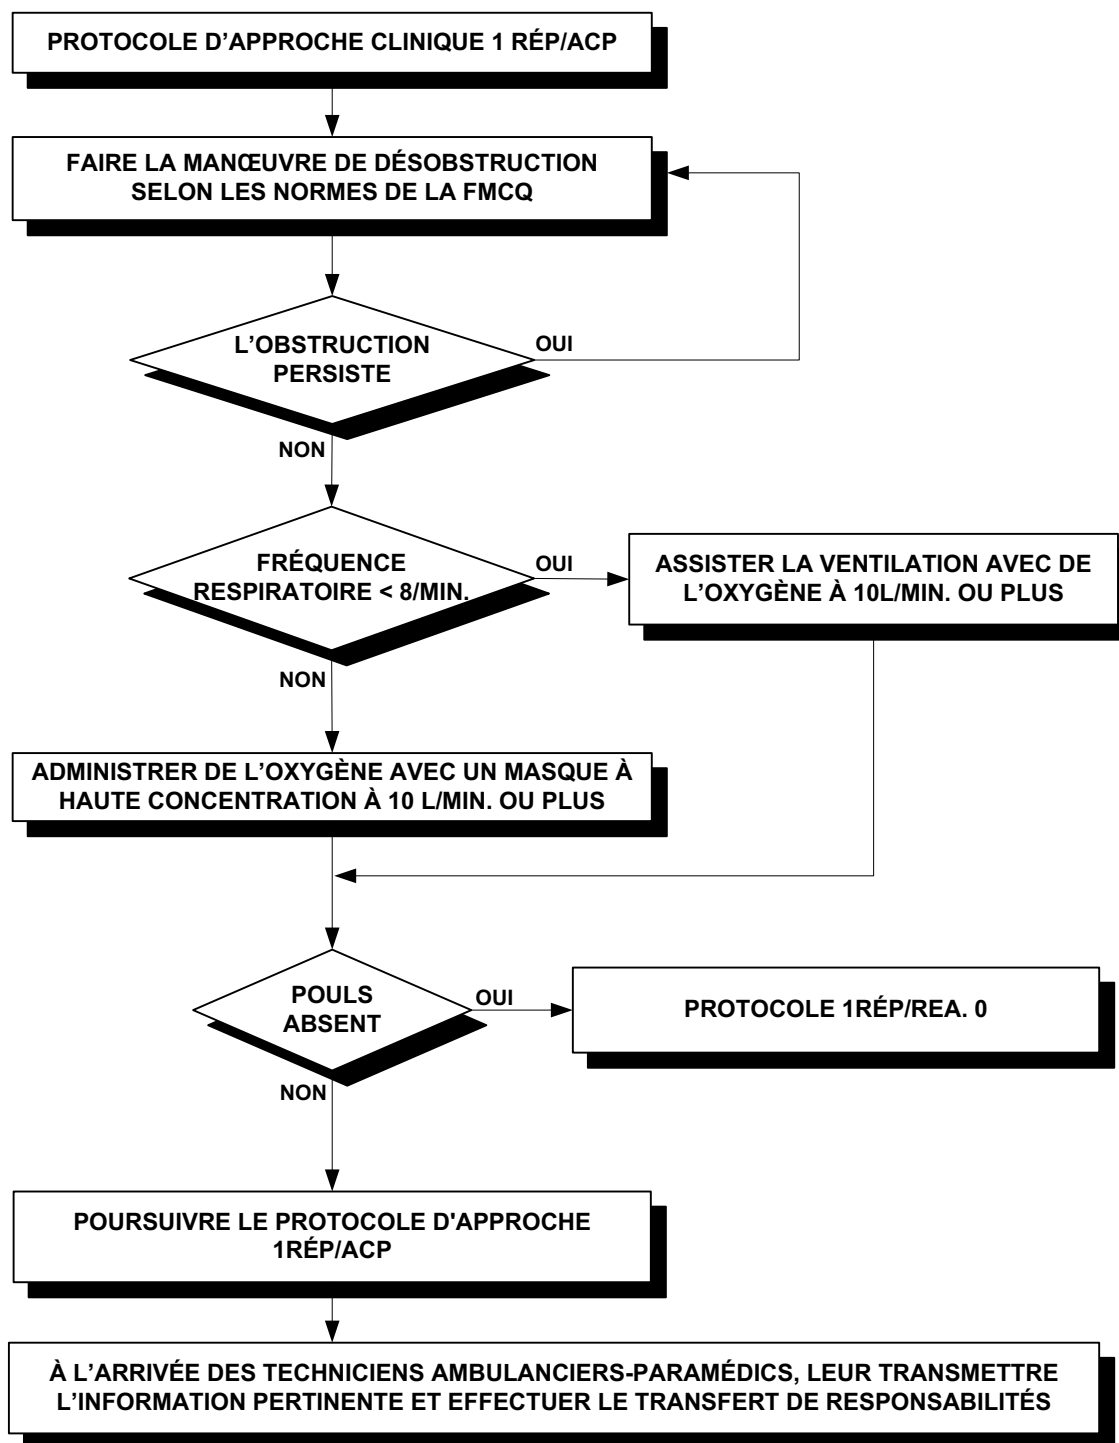 PROTOCOLE D’APPROCHE CLINIQUE 1 RÉP/ACP
FAIRE LA MANŒUVRE DE DÉSOBSTRUCTION
SELON LES NORMES DE LA FMCQ
L’OBSTRUCTION
PERSISTE
OUI
NON
FRÉQUENCE
RESPIRATOIRE < 8/MIN.
OUI
ASSISTER LA VENTILATION AVEC DE
L’OXYGÈNE À 10L/MIN. OU PLUS
NON
ADMINISTRER DE L’OXYGÈNE AVEC UN MASQUE À
HAUTE CONCENTRATION À 10 L/MIN. OU PLUS
POULS
ABSENT
OUI
PROTOCOLE 1RÉP/REA. 0
NON
POURSUIVRE LE PROTOCOLE D'APPROCHE
1RÉP/ACP
À L’ARRIVÉE DES TECHNICIENS AMBULANCIERS-PARAMÉDICS, LEUR TRANSMETTRE
L’INFORMATION PERTINENTE ET EFFECTUER LE TRANSFERT DE RESPONSABILITÉS